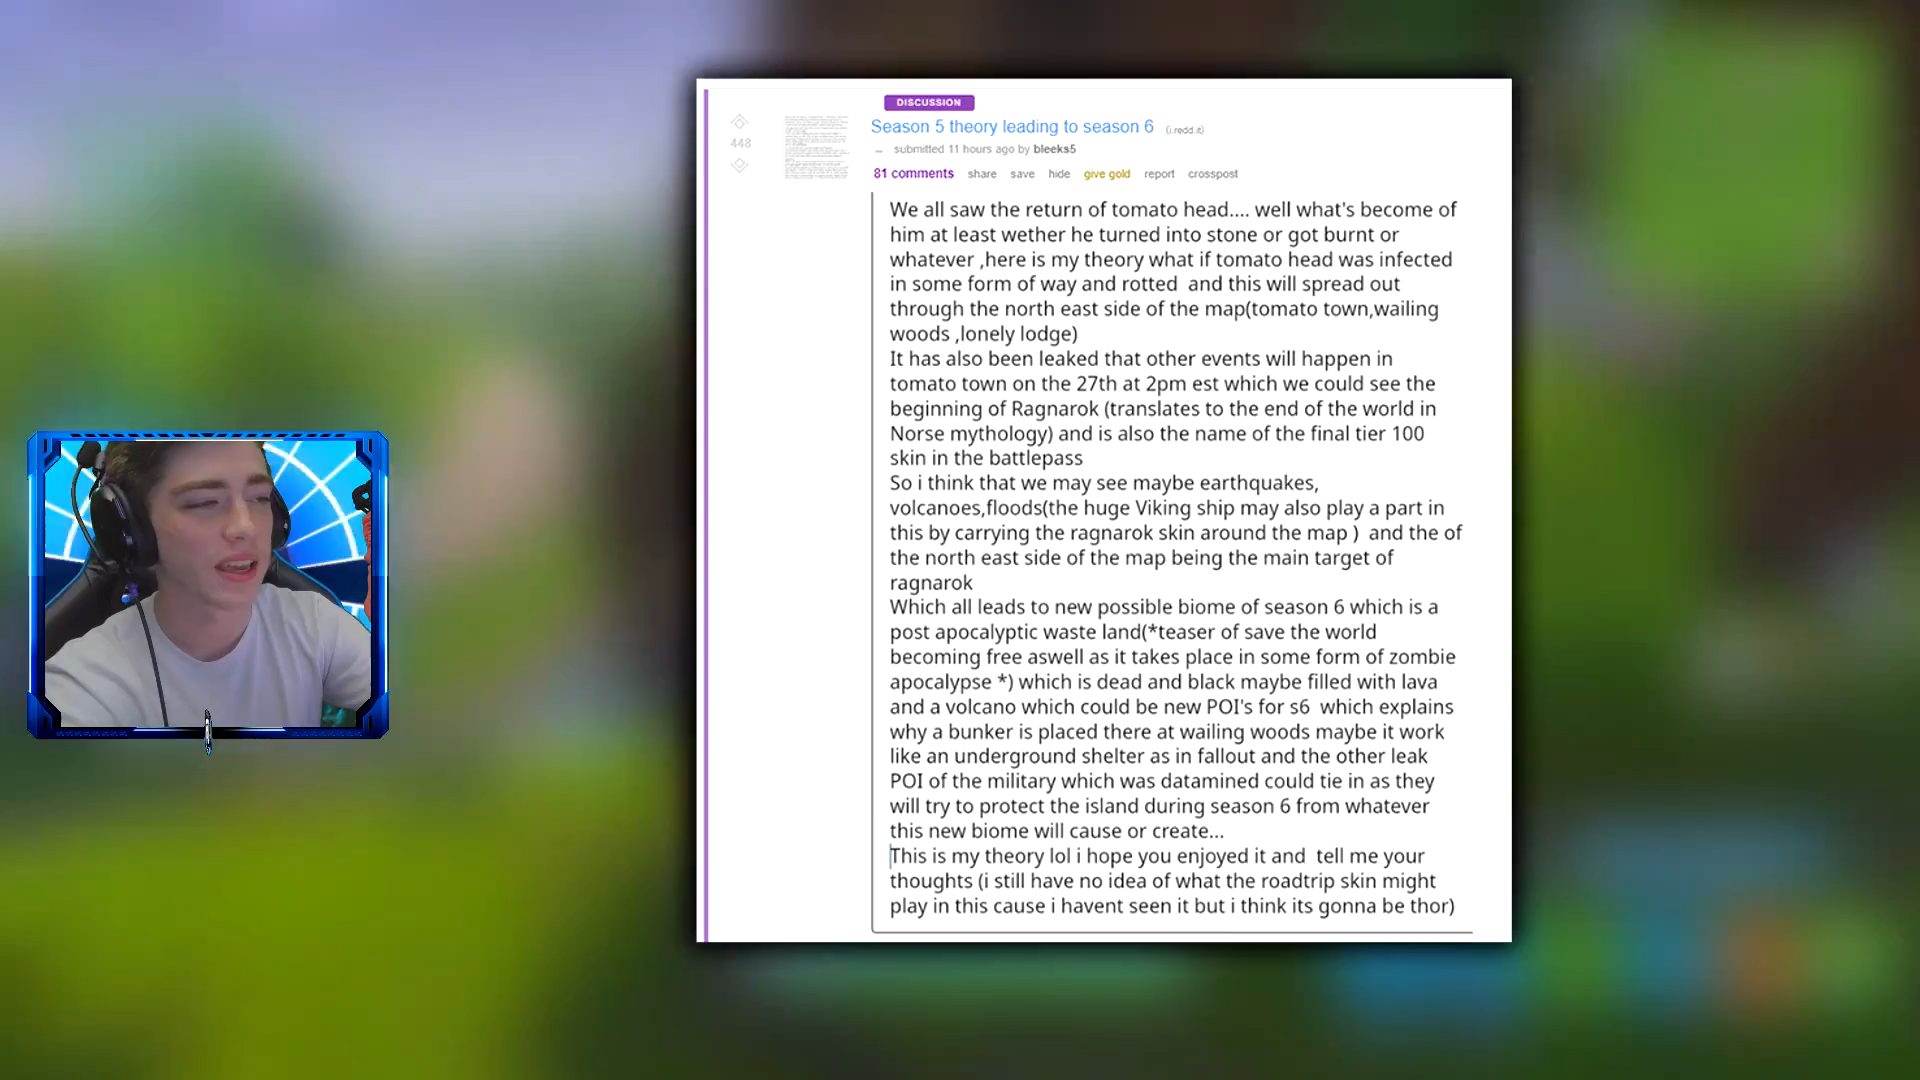 DISCUSSION
Season 5 theory leading to season 6 (i.redd.it)
448
submitted 11 hours ago by bleeks5
81 comments share save hide give gold report crosspost
We all saw the return of tomato head.... well what's become of
him at least wether he turned into stone or got burnt or
whatever ,here is my theory what if tomato head was infected
in some form of way and rotted and this will spread out
through the north east side of the map(tomato town,wailing
woods ,lonely lodge)
It has also been leaked that other events will happen in
tomato town on the 27th at 2pm est which we could see the
beginning of Ragnarok (translates to the end of the world in
Norse mythology) and is also the name of the final tier 100
skin in the battlepass
So i think that we may see maybe earthquakes,
volcanoes,floods(the huge Viking ship may also play a part in
this by carrying the ragnarok skin around the map ) and the of
the north east side of the map being the main target of
ragnarok
Which all leads to new possible biome of season 6 which is a
post apocalyptic waste land(*teaser of save the world
becoming free aswell as it takes place in some form of zombie
apocalypse *) which is dead and black maybe filled with lava
and a volcano which could be new POI's for s6 which explains
why a bunker is placed there at wailing woods maybe it work
like an underground shelter as in fallout and the other leak
POI of the military which was datamined could tie in as they
will try to protect the island during season 6 from whatever
this new biome will cause or create...
This is my theory lol i hope you enjoyed it and tell me your
thoughts (i still have no idea of what the roadtrip skin might
play in this cause i havent seen it but i think its gonna be thor)